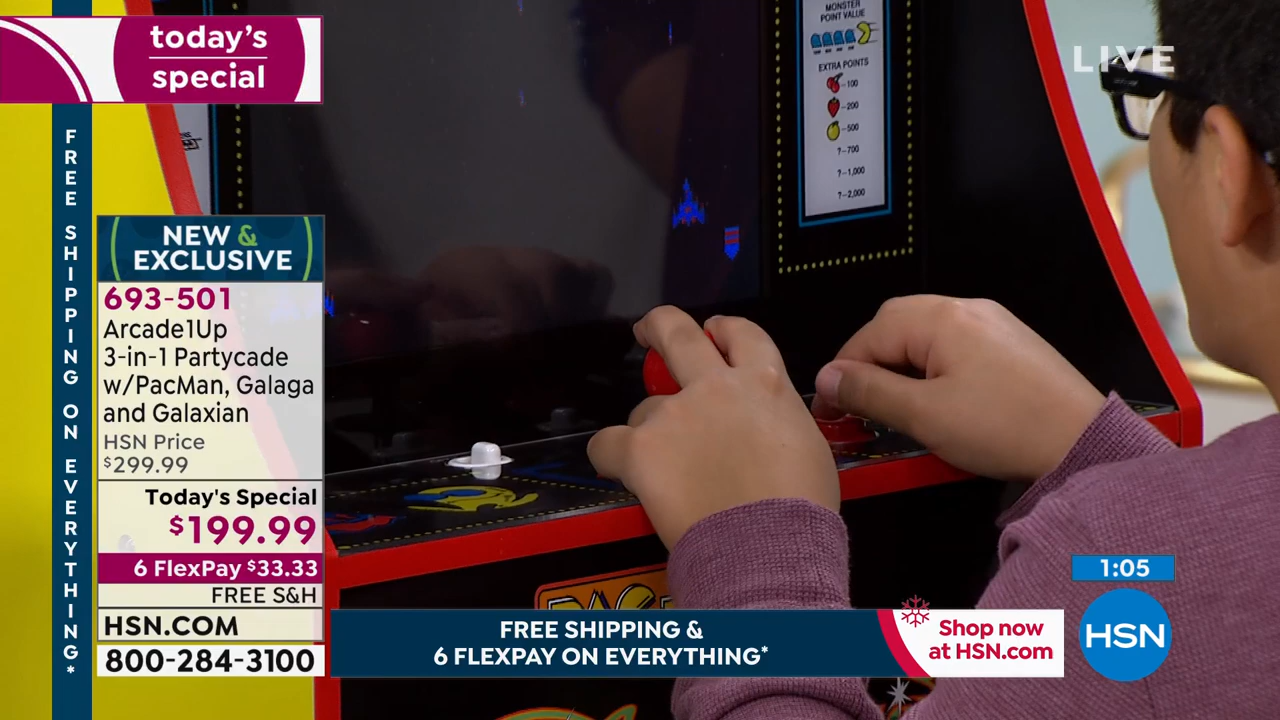 today's
special
LIVE
FREE SHIPPING ON EVERYTHING*
MONSTER
POINT VALUE
EXTRA POINTS
-100
-200
-500
?-700
?-1,000
?-2,000
NEW &
EXCLUSIVE
693-501
Arcade1Up
3-in-1 Partycade
w/PacMan, Galaga
and Galaxian
HSN Price
$299.99
Today's Special
$199.99
6 FlexPay $33.33
FREE S&H
HSN.COM
800-284-3100
FREE SHIPPING &
6 FLEXPAY ON EVERYTHING*
Shop now
at HSN.com
1:05
HSN